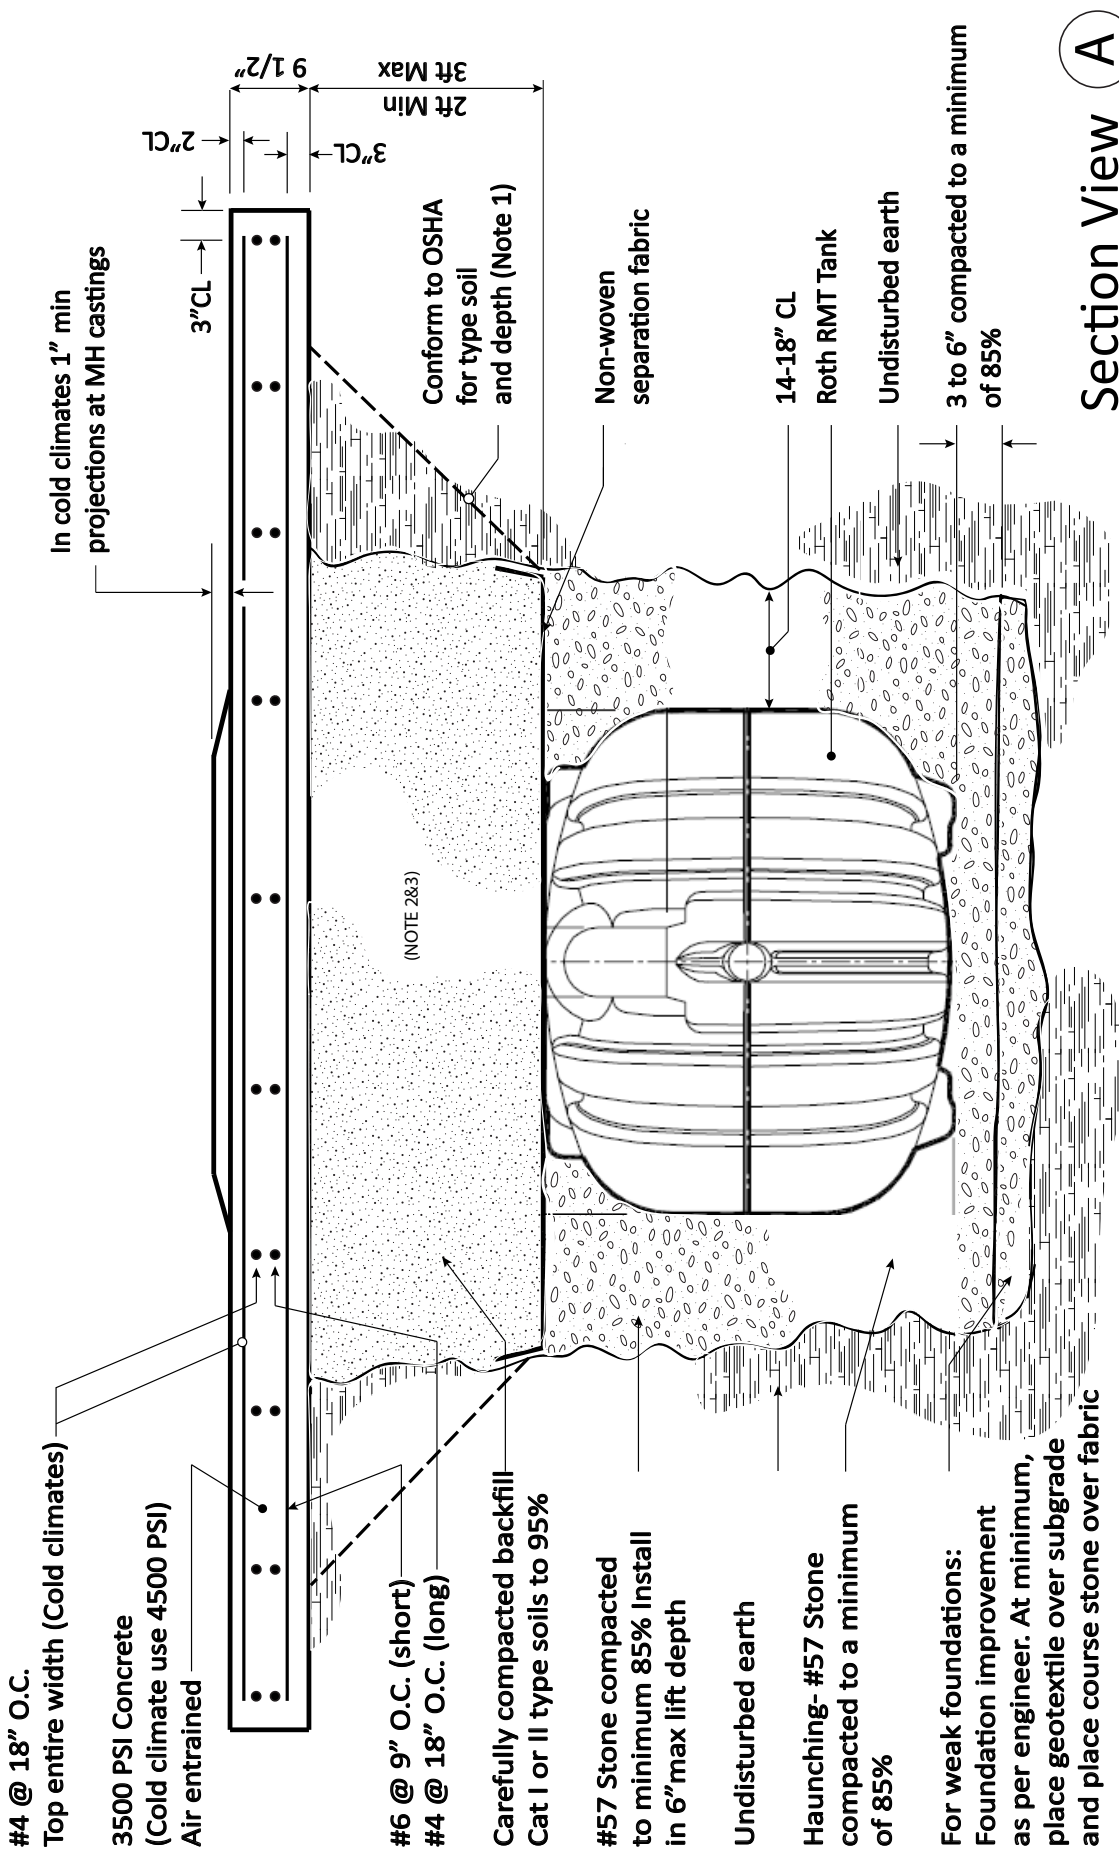 #4 @ 18” O.C.
Top entire width (Cold climates)
3500 PSI Concrete
(Cold climate use 4500 PSI)
Air entrained
#6 @ 9” O.C. (short)
#4 @ 18” O.C. (long)
Carefully compacted backfill
Cat I or II type soils to 95%
#57 Stone compacted
to minimum 85% Install
in 6”max lift depth
Undisturbed earth
Haunching- #57 Stone
compacted to a minimum
of 85%
For weak foundations:
Foundation improvement
as per engineer. At minimum,
place geotextile over subgrade
and place course stone over fabric
(NOTE 2&3)
In cold climates 1” min
projections at MH castings
3”CL
2”CL
3”CL
9 1/2”
2ft Min
3ft Max
Conform to OSHA
for type soil
and depth (Note 1)
Non-woven
separation fabric
14-18” CL
Roth RMT Tank
Undisturbed earth
3 to 6” compacted to a minimum
of 85%
Section View A